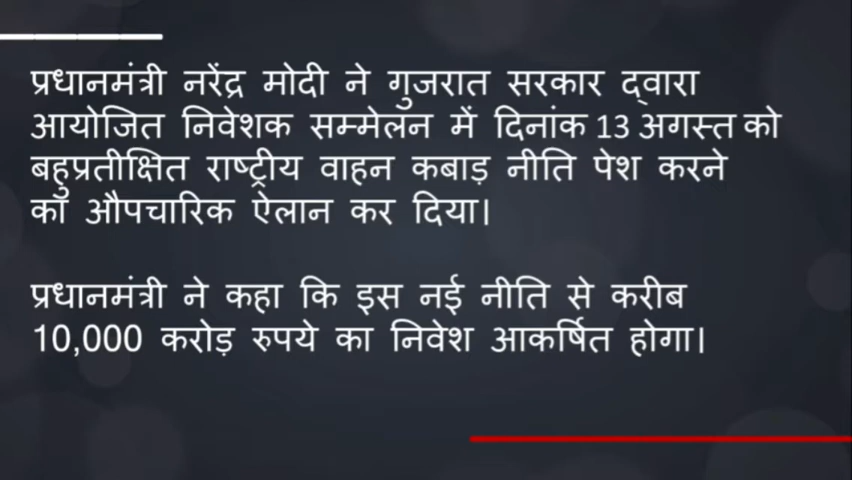 प्रधानमंत्री नरेंद्र मोदी ने गुजरात सरकार द्वारा
आयोजित निवेशक सम्मेलन में दिनांक 13 अगस्त को
बहुप्रतीक्षित राष्ट्रीय वाहन कबाड़ नीति पेश करने
का औपचारिक ऐलान कर दिया।
प्रधानमंत्री ने कहा कि इस नई नीति से करीब
10,000 करोड़ रुपये का निवेश आकर्षित होगा।